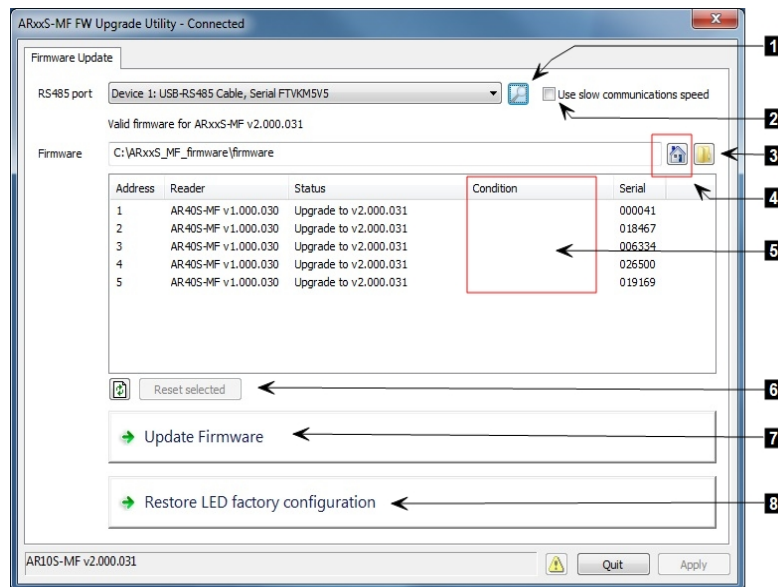 ARxxS-MF FW Upgrade Utility - Connected
1
Firmware Update
RS485 port Device 1: USB-RS485 Cable, Serial FTVKM5V5 Use slow communications speed
2
Valid firmware for ARxxS-MF v2.000.031
Firmware C:\ARxxS_MF_firmware\firmware
3
Address Reader Status Condition Serial
4
1 AR40S-MF v1.000.030 Upgrade to v2.000.031 000041
2 AR40S-MF v1.000.030 Upgrade to v2.000.031 018467
3 AR40S-MF v1.000.030 Upgrade to v2.000.031 006334
5
4 AR40S-MF v1.000.030 Upgrade to v2.000.031 026500
5 AR40S-MF v1.000.030 Upgrade to v2.000.031 019169
Reset selected
6
Update Firmware
7
Restore LED factory configuration
8
AR10S-MF v2.000.031 Quit Apply